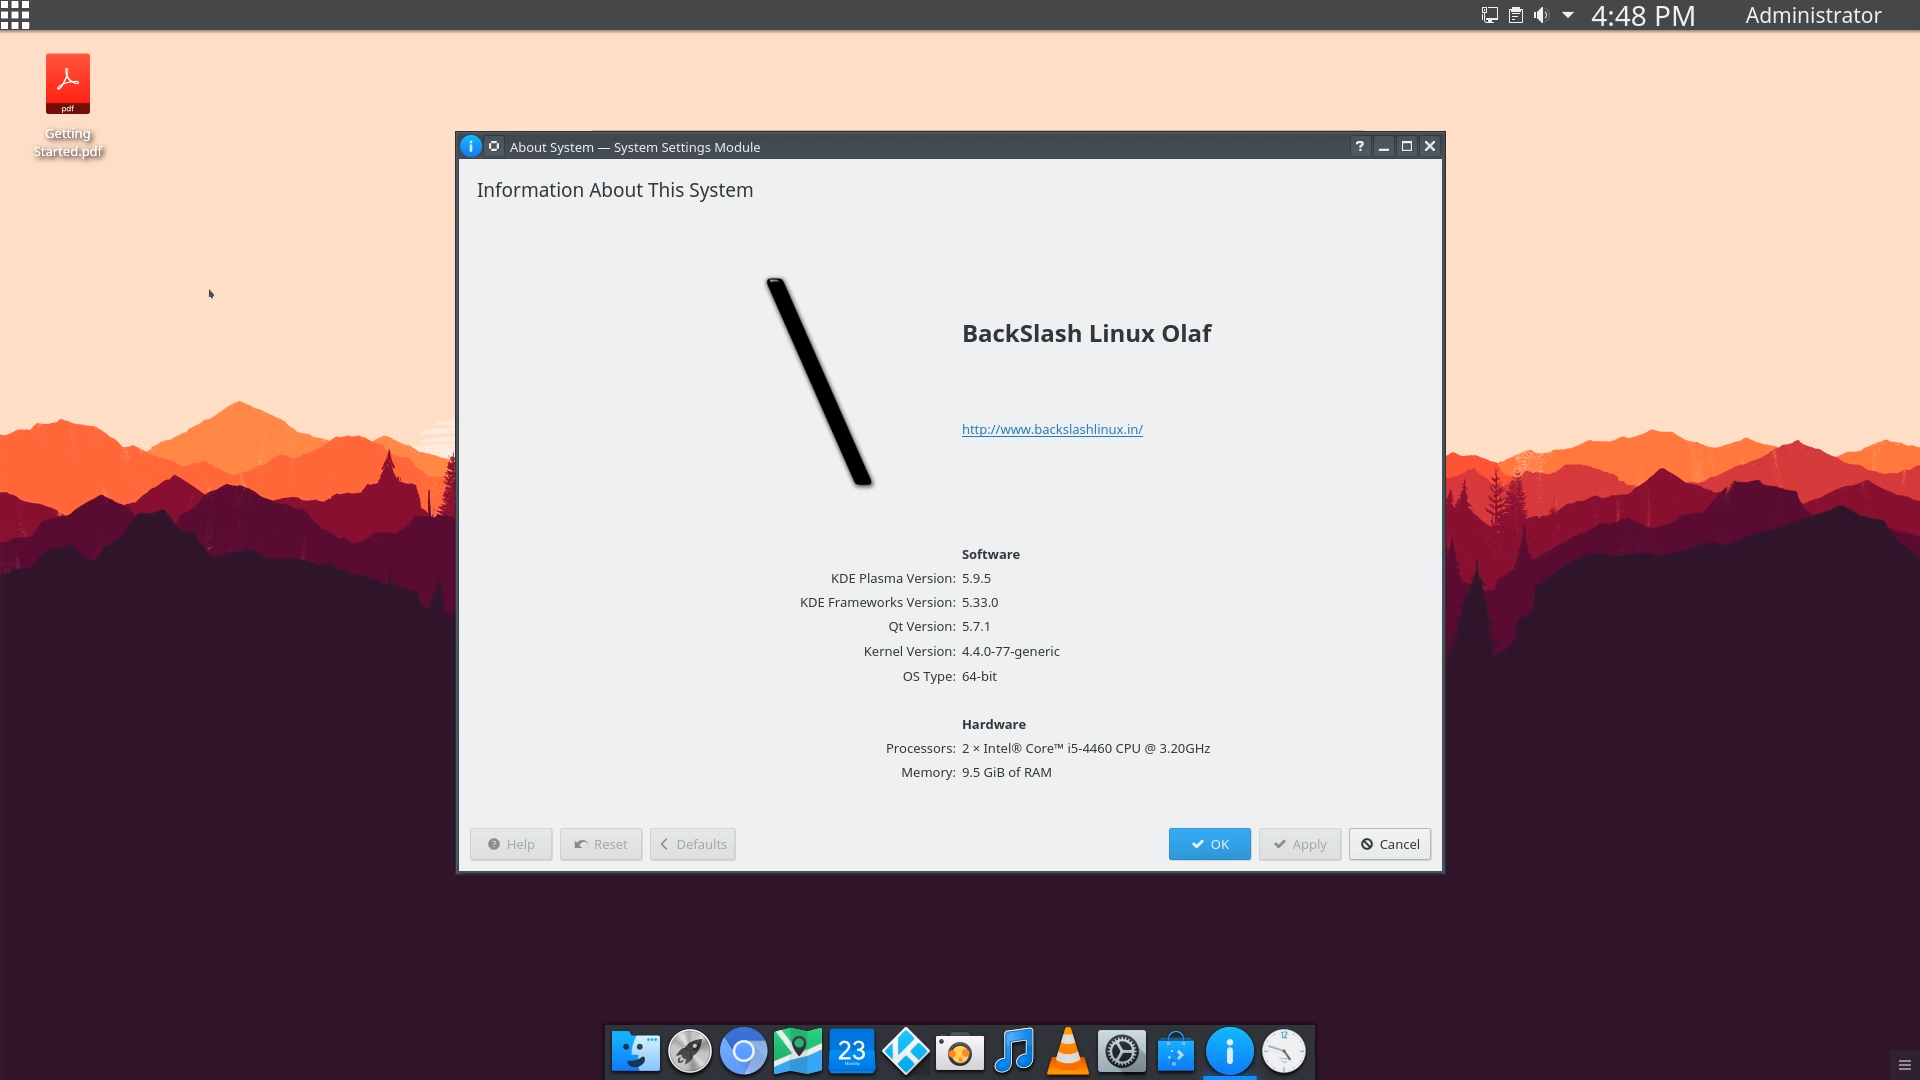 4:48 PM
Administrator
pdf
Getting
Started.pdf
About System — System Settings Module
?
Information About This System
BackSlash Linux Olaf
http://www.backslashlinux.in/
Software
KDE Plasma Version: 5.9.5
KDE Frameworks Version: 5.33.0
Qt Version: 5.7.1
Kernel Version: 4.4.0-77-generic
OS Type: 64-bit
Hardware
Processors: 2 × Intel® Core™ i5-4460 CPU @ 3.20GHz
Memory: 9.5 GiB of RAM
Help
Reset
Defaults
OK
Apply
Cancel
23
12